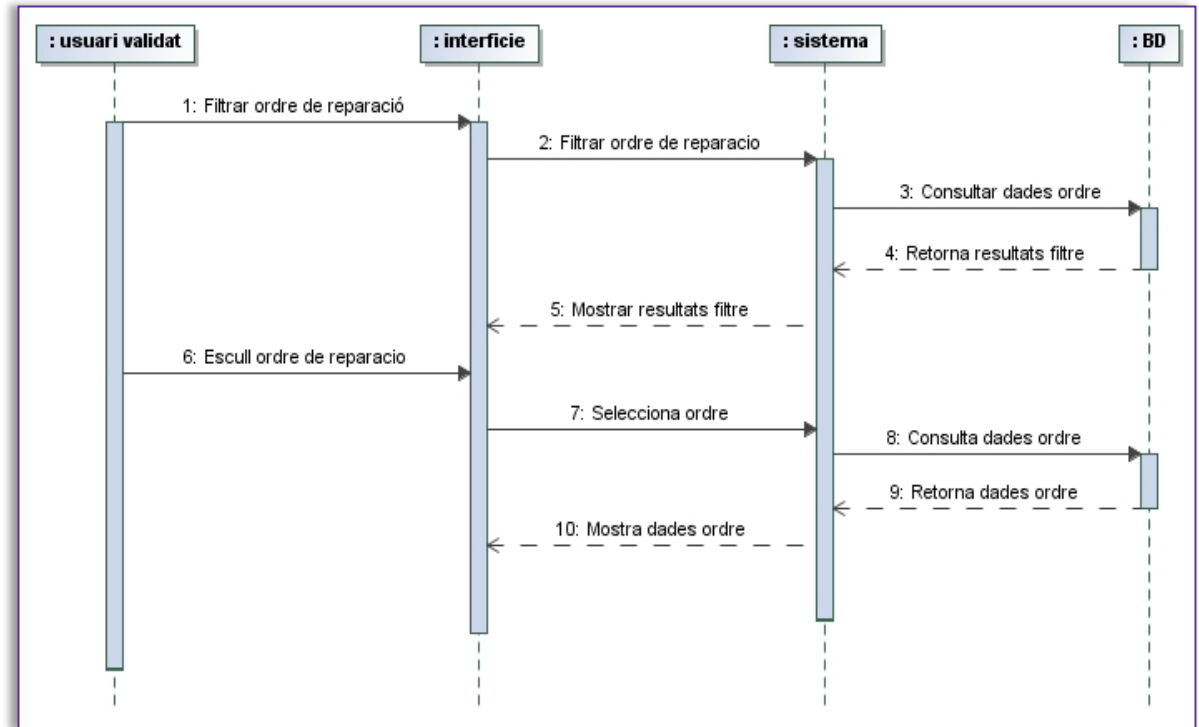 : usuari validat
: interficie
: sistema
: BD
1: Filtrar ordre de reparació
2: Filtrar ordre de reparacio
3: Consultar dades ordre
4: Retorna resultats filtre
5: Mostrar resultats filtre
6: Escull ordre de reparacio
7: Selecciona ordre
8: Consulta dades ordre
9: Retorna dades ordre
10: Mostra dades ordre